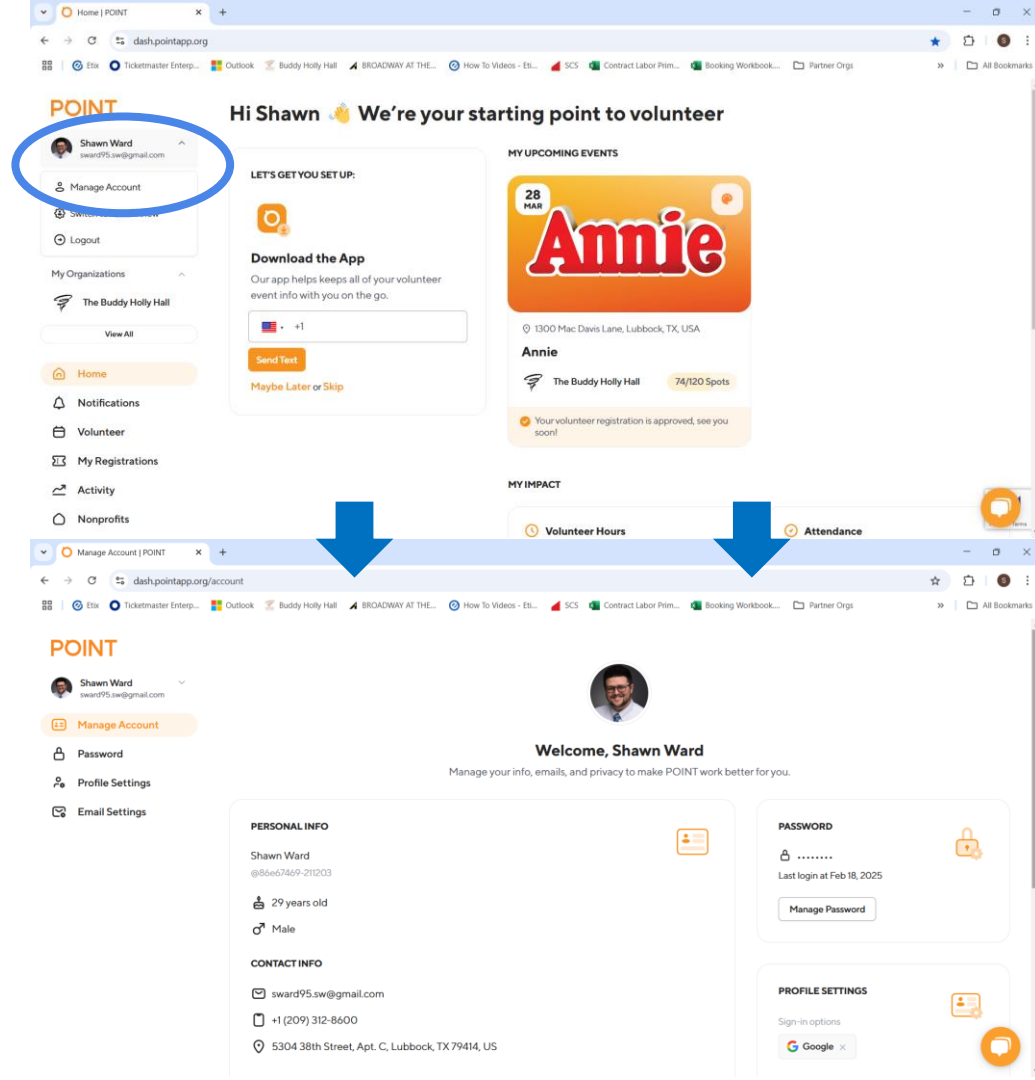 Home | POINT
dash.pointapp.org
Etix Ticketmaster Enterp... Outlook Buddy Holly Hall BROADWAY AT THE... How To Videos - Eti... SCS Contract Labor Prim... Booking Workbook.... Partner Orgs » All Bookmarks
S
POINT
Shawn Ward
sward95.sw@gmail.com
Manage Account
Logout
My Organizations
The Buddy Holly Hall
View All
Home
Notifications
Volunteer
My Registrations
Activity
Nonprofits
Hi Shawn 👋 We're your starting point to volunteer
LET'S GET YOU SET UP:
Download the App
Our app helps keeps all of your volunteer
event info with you on the go.
+1
Send Text
Maybe Later or Skip
MY UPCOMING EVENTS
28
MAR
Annie
1300 Mac Davis Lane, Lubbock, TX, USA
Annie
The Buddy Holly Hall 74/120 Spots
Your volunteer registration is approved, see you
soon!
MY IMPACT
Volunteer Hours Attendance
Manage Account | POINT
dash.pointapp.org/account
Etix Ticketmaster Enterp... Outlook Buddy Holly Hall BROADWAY AT THE... How To Videos - Eti... SCS Contract Labor Prim... Booking Workbook.... Partner Orgs » All Bookmarks
S
POINT
Shawn Ward
sward95.sw@gmail.com
Manage Account
Password
Profile Settings
Email Settings
Welcome, Shawn Ward
Manage your info, emails, and privacy to make POINT work better for you.
PERSONAL INFO
Shawn Ward
@86e67469-211203
29 years old
Male
CONTACT INFO
sward95.sw@gmail.com
+1 (209) 312-8600
5304 38th Street, Apt. C, Lubbock, TX 79414, US
PASSWORD
........
Last login at Feb 18, 2025
Manage Password
PROFILE SETTINGS
Sign-in options
Google ×